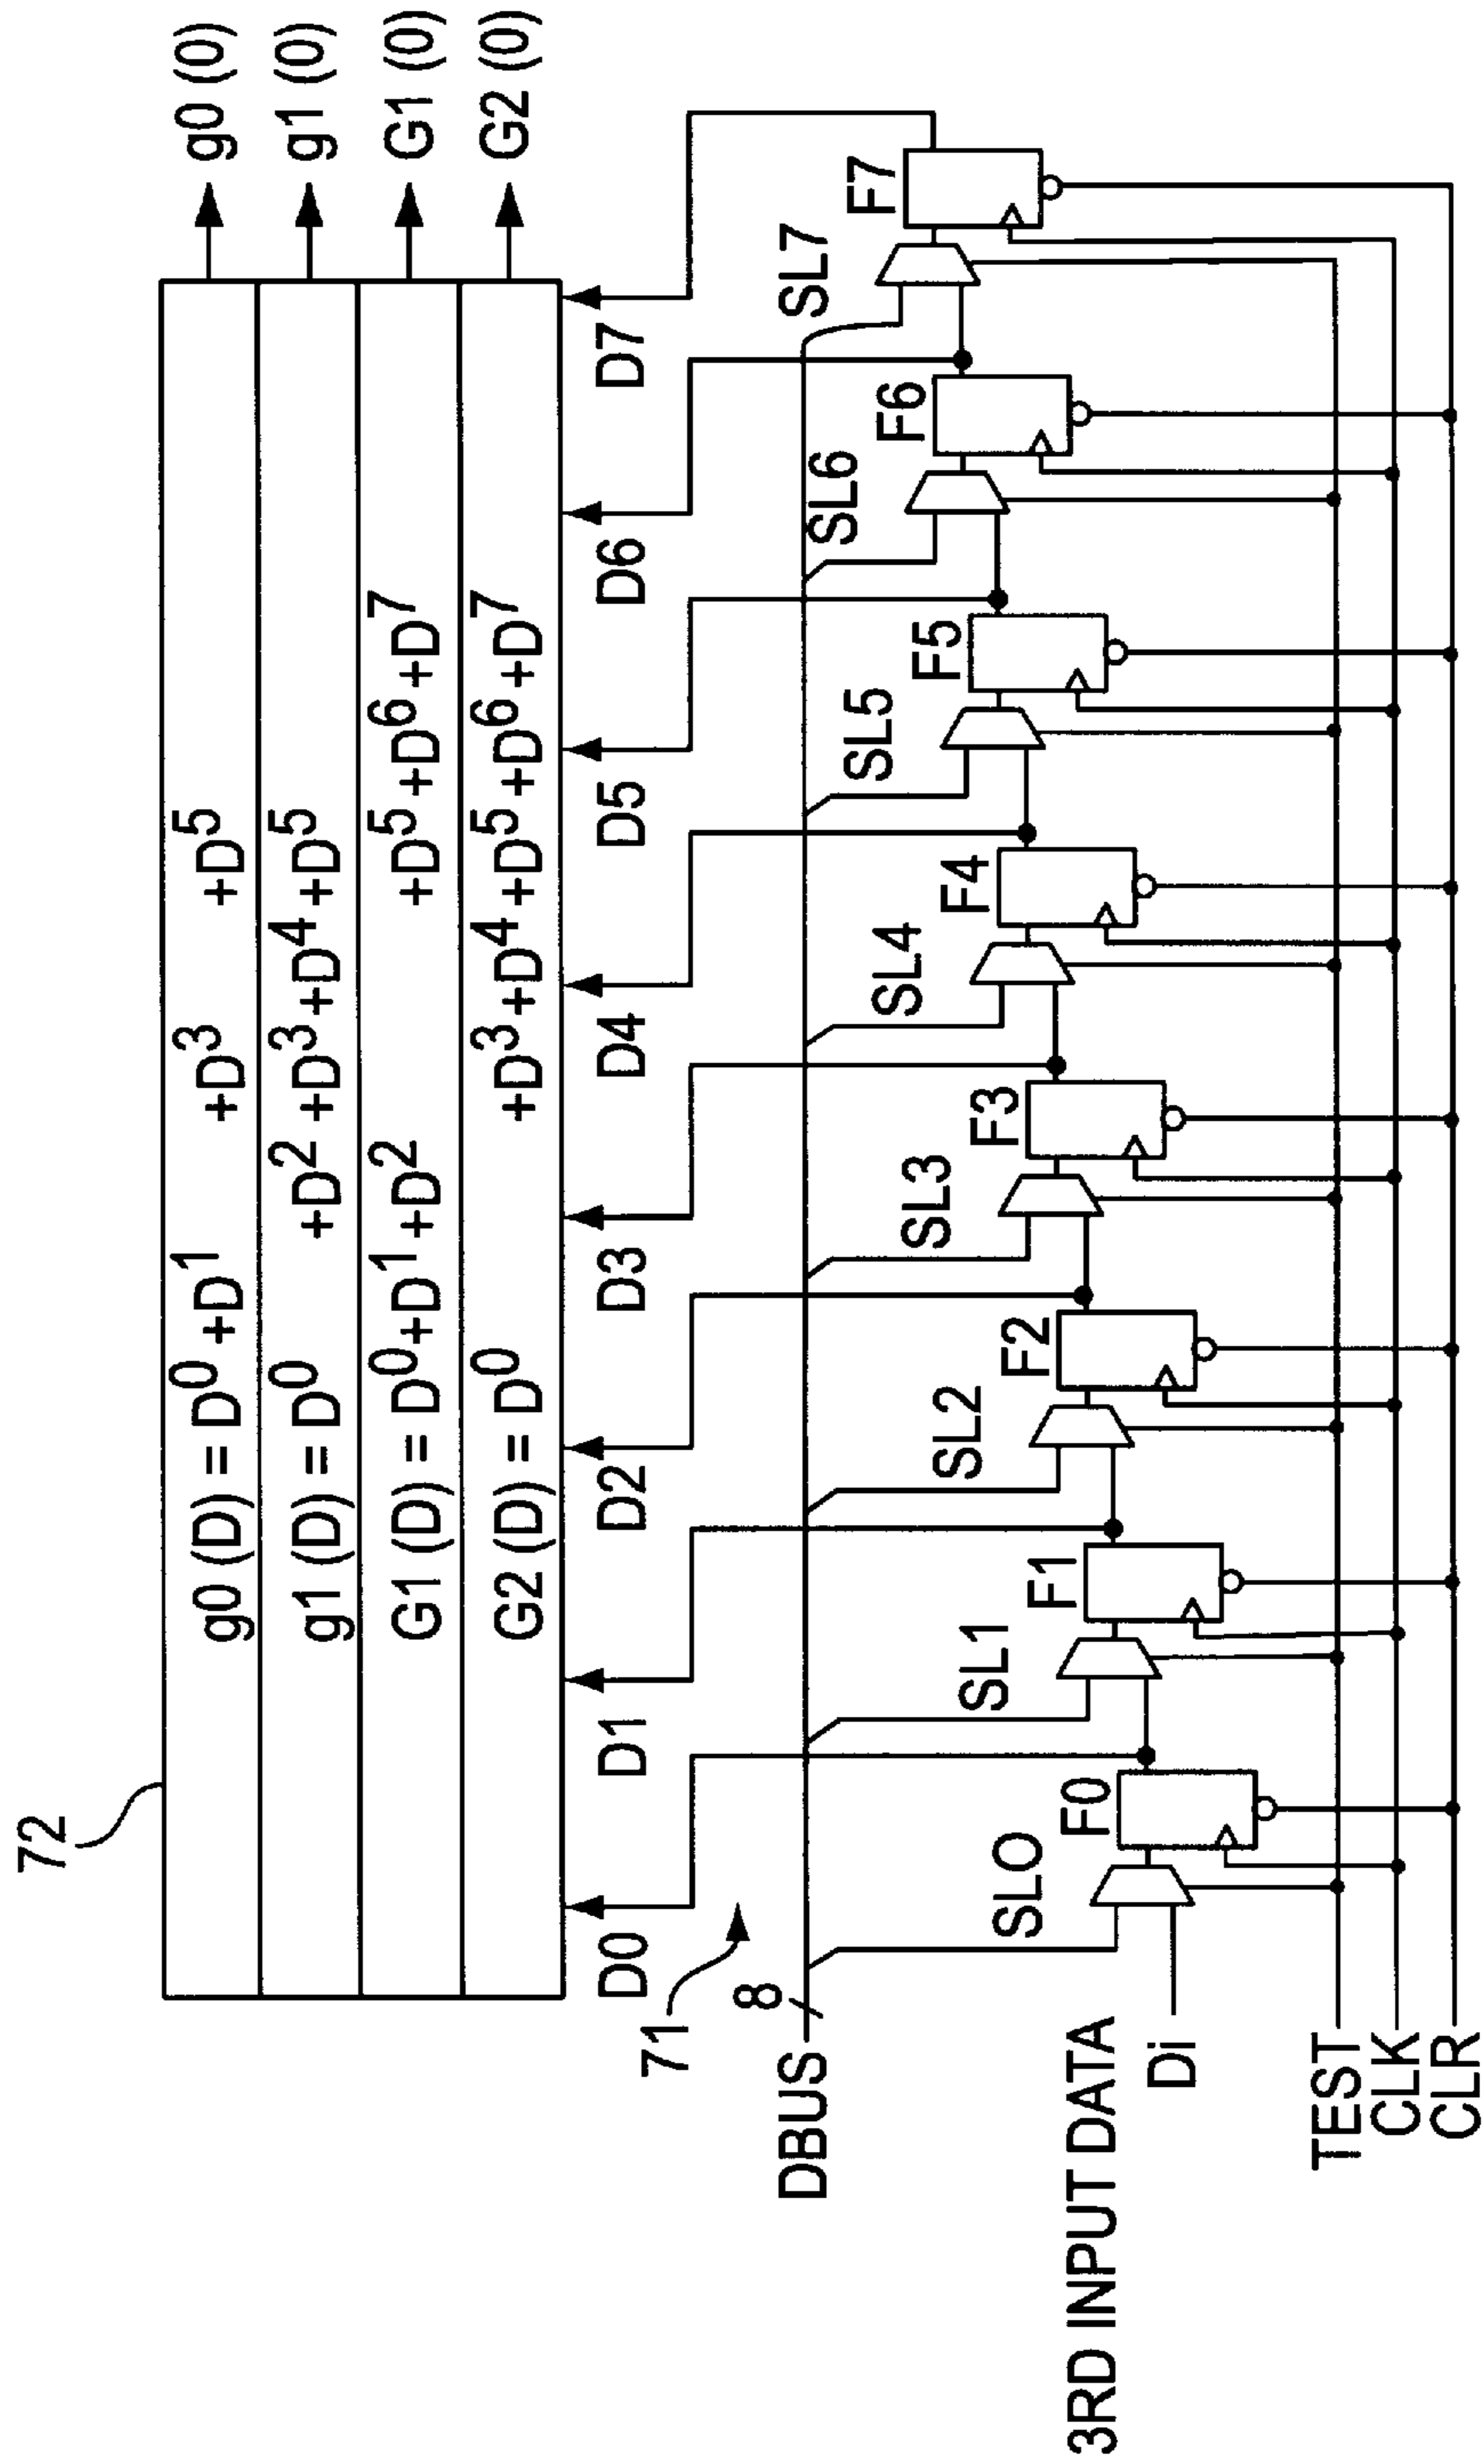 72
g0 (D) = D⁰ +D¹ +D³ +D⁵
g0 (0)
g1 (D) = D⁰ +D² +D³ +D⁴ +D⁵
g1 (0)
G1 (D) = D⁰ +D¹ +D² +D⁵ +D⁶ +D⁷
G1 (0)
G2 (D) = D⁰ +D³ +D⁴ +D⁵ +D⁶ +D⁷
G2 (0)
D0 D1 D2 D3 D4 D5 D6 D7
71
DBUS 8
SL0 SL1 SL2 SL3 SL4 SL5 SL6 SL7
F0 F1 F2 F3 F4 F5 F6 F7
3RD INPUT DATA
Di
TEST
CLK
CLR